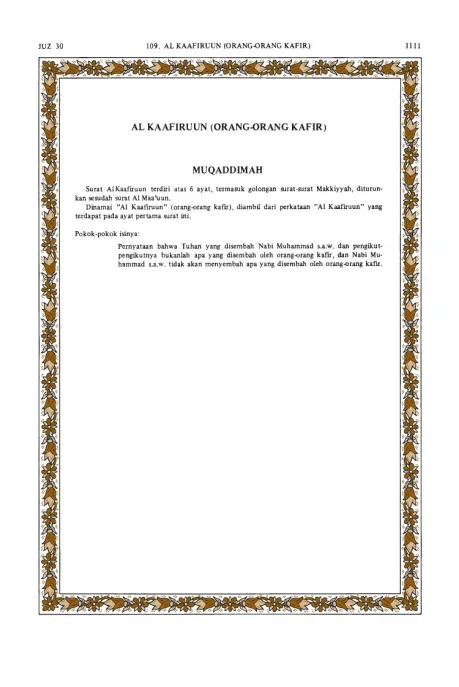 JUZ 30 109. AL KAAFIRUUN (ORANG-ORANG KAFIR) 1111
AL KAAFIRUUN (ORANG-ORANG KAFIR)
MUQADDIMAH
Surat Al Kaafiruun terdiri atas 6 ayat, termasuk golongan surat-surat Makkiyyah, diturun-
kan sesudah surat Al Maa'uun.
Dinamai "Al Kaafiruun" (orang-orang kafir), diambil dari perkataan "Al Kaafiruun" yang
terdapat pada ayat pertama surat ini.
Pokok-pokok isinya:
Pernyataan bahwa Tuhan yang disembah Nabi Muhammad s.a.w. dan pengikut-
pengikutnya bukanlah apa yang disembah oleh orang-orang kafir, dan Nabi Mu-
hammad s.a.w. tidak akan menyembah apa yang disembah oleh orang-orang kafir.